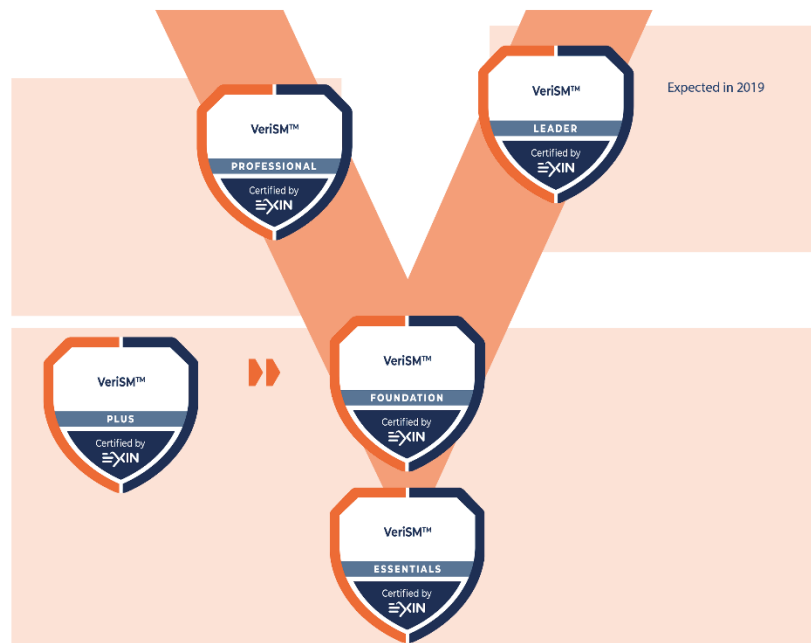 VeriSM™
PROFESSIONAL
Certified by
EXIN
VeriSM™
LEADER
Certified by
EXIN
Expected in 2019
VeriSM™
PLUS
Certified by
EXIN
VeriSM™
FOUNDATION
Certified by
EXIN
VeriSM™
ESSENTIALS
Certified by
EXIN